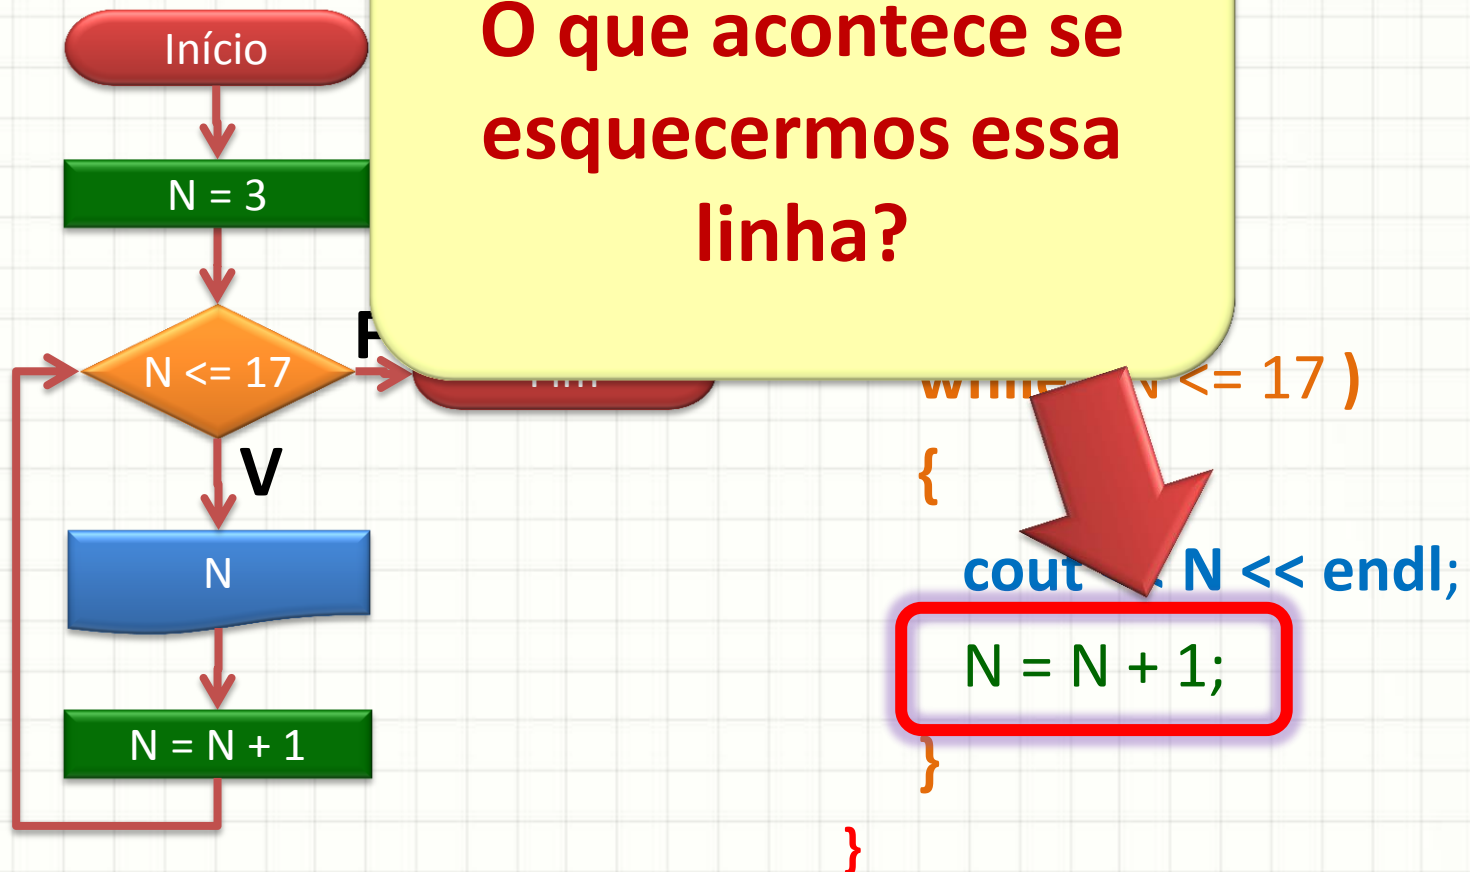 Início
N = 3
N <= 17
V
N
N = N + 1
O que acontece se
esquecermos essa
linha?
<= 17 )
{
cout N << endl;
N = N + 1;
}
}